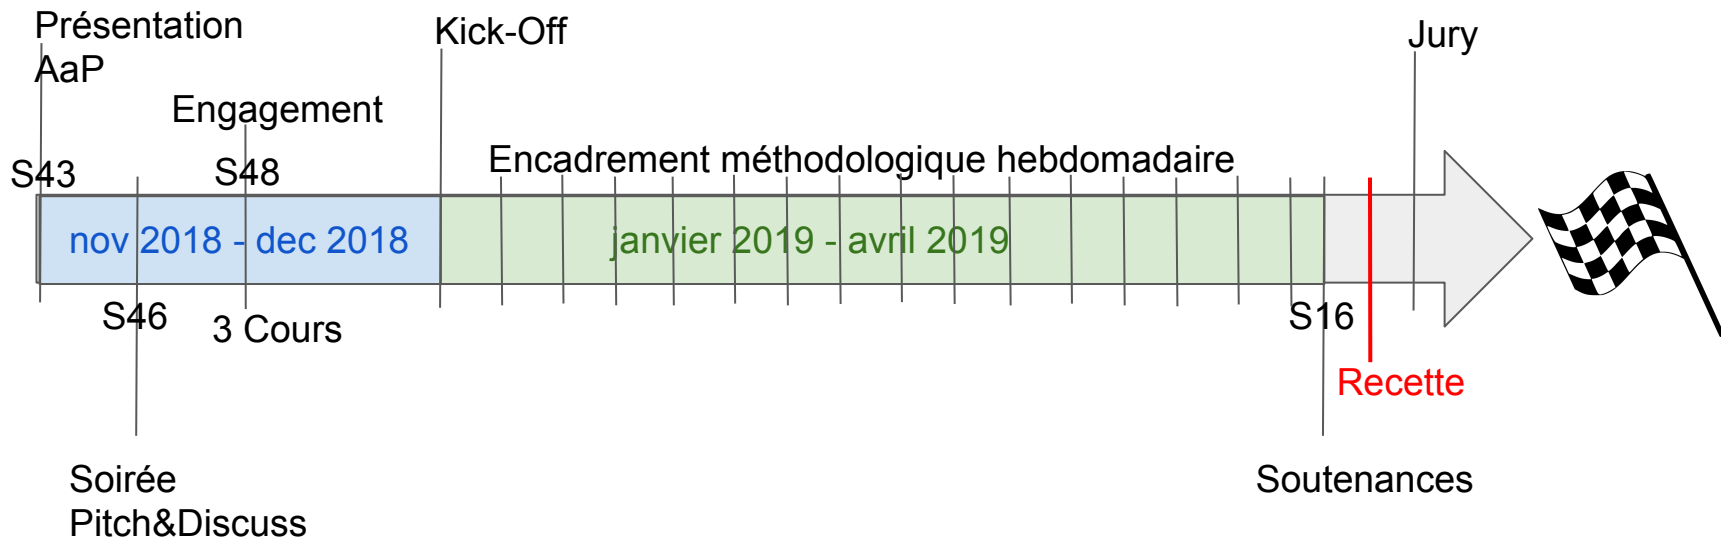 Présentation
AaP
Kick-Off
Jury
Engagement
S43
S48
Encadrement méthodologique hebdomadaire
nov 2018 - dec 2018
janvier 2019 - avril 2019
S46
3 Cours
S16
Recette
Soirée
Pitch&Discuss
Soutenances